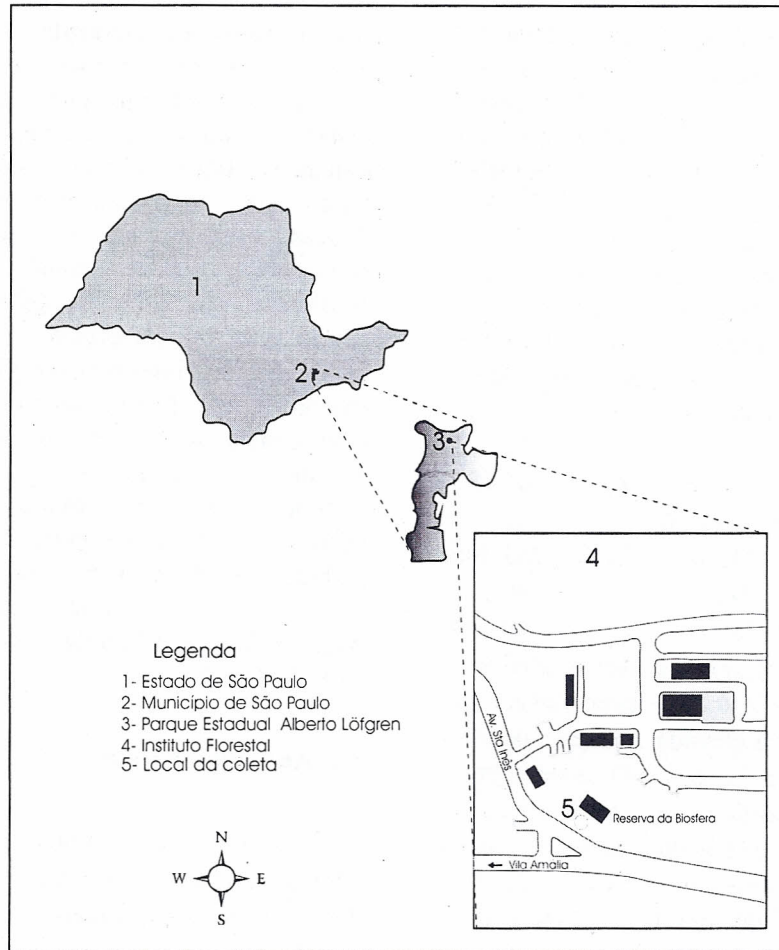 1
2
3
4
Av. Sta Inês
5
Reserva da Biosfera
← Vila Amalia
Legenda
1- Estado de São Paulo
2- Município de São Paulo
3- Parque Estadual Alberto Löfgren
4- Instituto Florestal
5- Local da coleta
N
W E
S